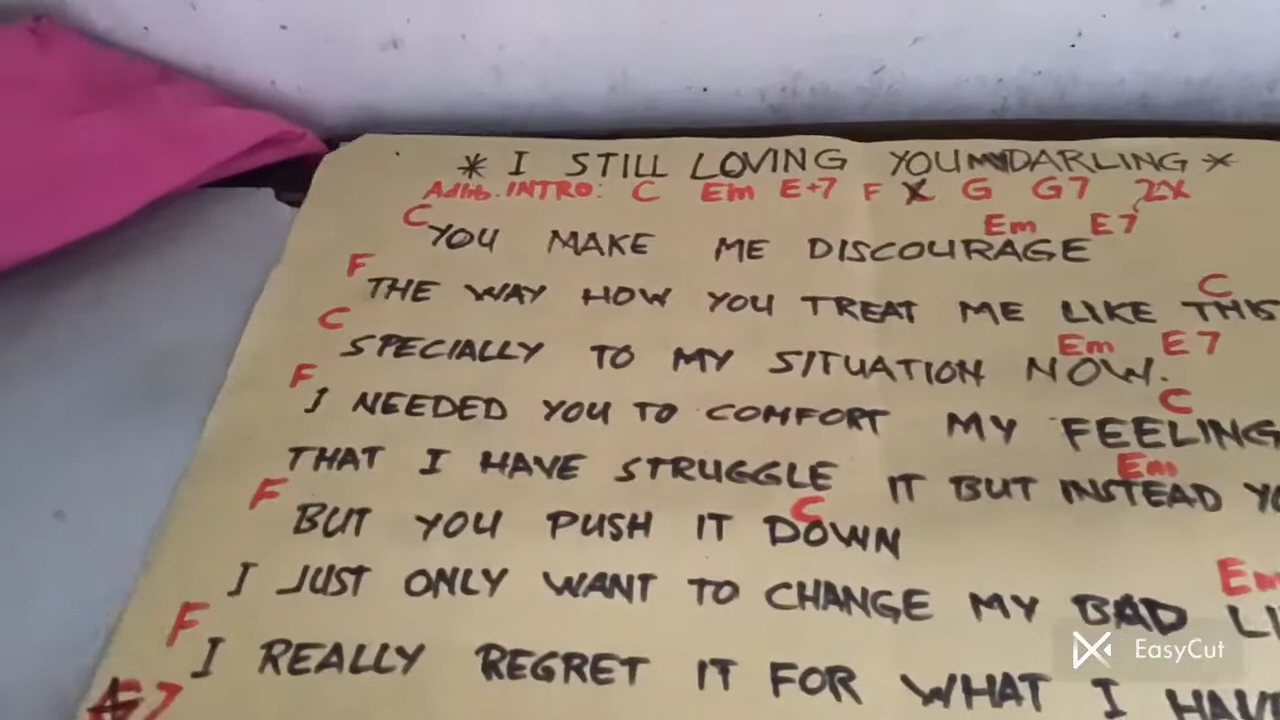 * I STILL LOVING YOU MY DARLING *
Adlib. INTRO: C Em E+7 F X G G7 2X
C Em E7
YOU MAKE ME DISCOURAGE
F C
THE WAY HOW YOU TREAT ME LIKE THIS
C Em E7
SPECIALLY TO MY SITUATION NOW.
F C
I NEEDED YOU TO COMFORT MY FEELING
Em
THAT I HAVE STRUGGLE IT BUT INSTEAD
F C
BUT YOU PUSH IT DOWN
Em
I JUST ONLY WANT TO CHANGE MY BAD
F
I REALLY REGRET IT FOR WHAT I
G7
EasyCut